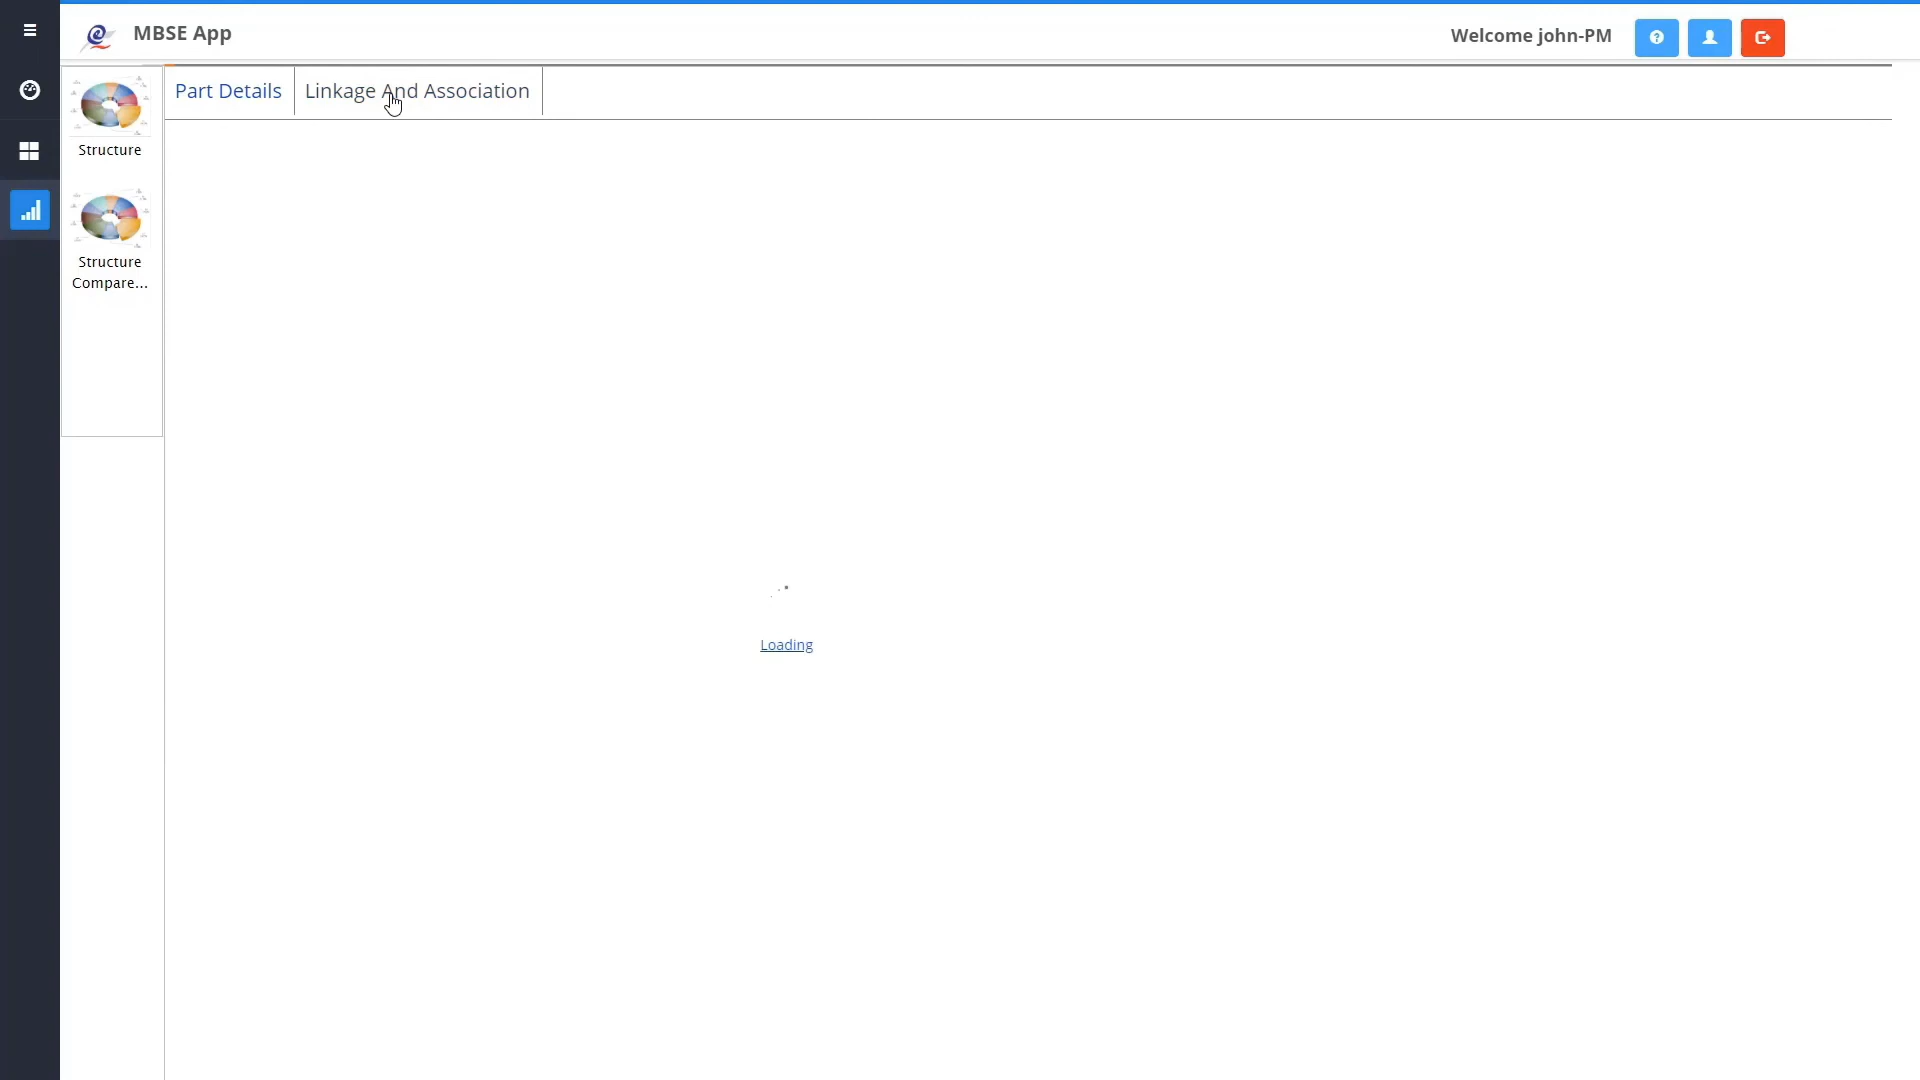 MBSE App
Welcome john-PM
Part Details
Linkage And Association
Structure
Structure
Compare...
Loading